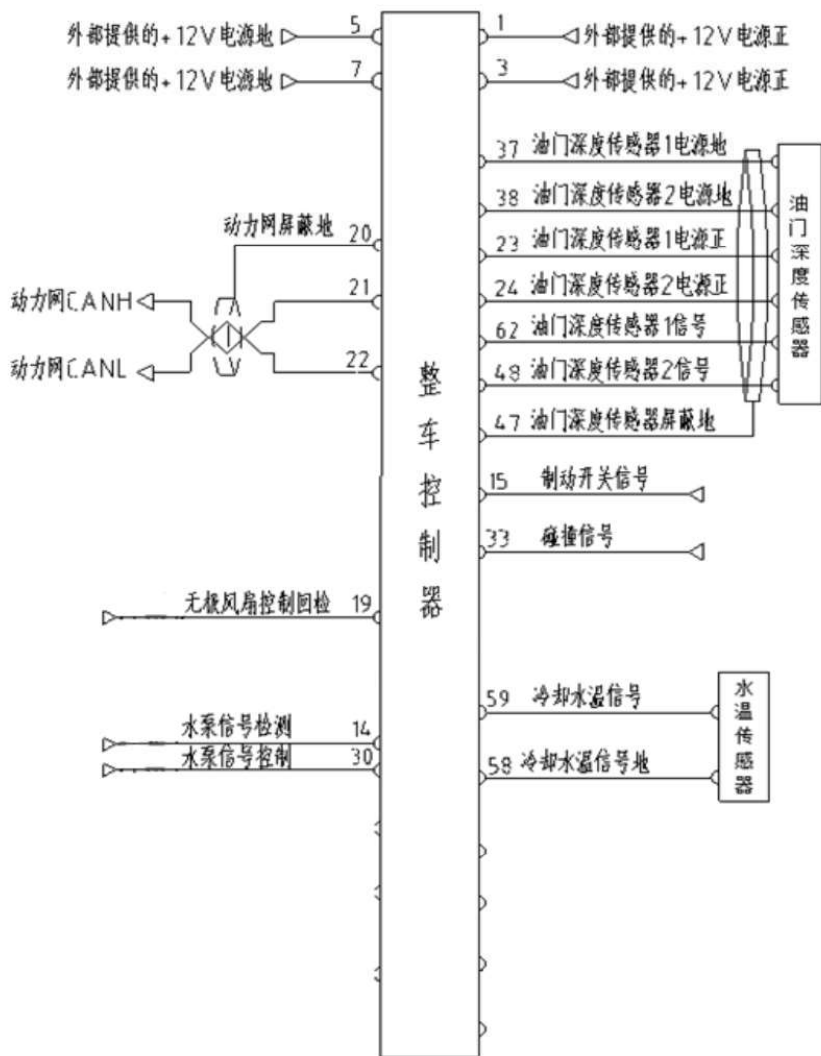 外部提供的+12V电源地 5
1 外部提供的+12V电源正
外部提供的+12V电源地 7
3 外部提供的+12V电源正
37 油门深度传感器1电源地
38 油门深度传感器2电源地
动力网屏蔽地 20
23 油门深度传感器1电源正
动力网CANH 21
24 油门深度传感器2电源正
62 油门深度传感器1信号
动力网CANL 22
48 油门深度传感器2信号
47 油门深度传感器屏蔽地
油门深度传感器
整车控制器
15 制动开关信号
33 碰撞信号
无极风扇控制回检 19
59 冷却水温信号
水泵信号检测 14
水泵信号控制 30
58 冷却水温信号地
水温传感器